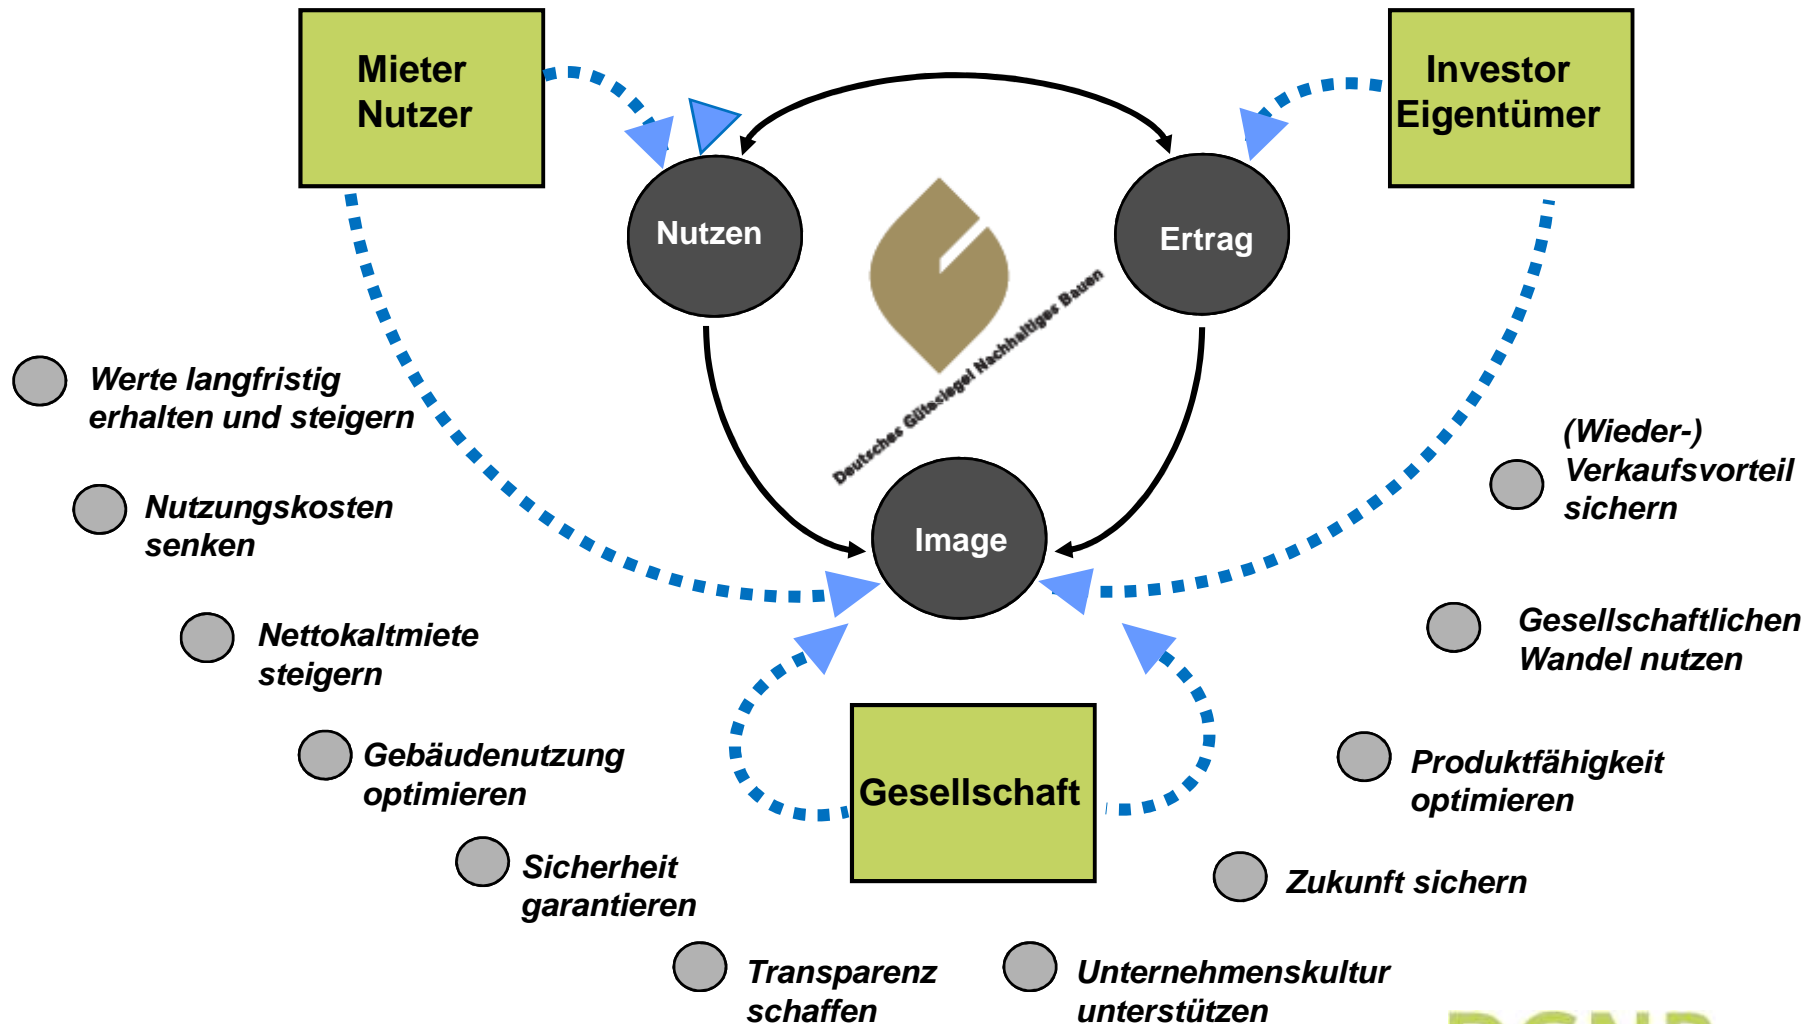 Mieter
Nutzer
Investor
Eigentümer
Nutzen
Ertrag
Deutsches Gütesiegel Nachhaltiges Bauen
Image
Werte langfristig
erhalten und steigern
Nutzungskosten
senken
Nettokaltmiete
steigern
Gebäudenutzung
optimieren
Sicherheit
garantieren
Transparenz
schaffen
Gesellschaft
(Wieder-)
Verkaufsvorteil
sichern
Gesellschaftlichen
Wandel nutzen
Produktfähigkeit
optimieren
Zukunft sichern
Unternehmenskultur
unterstützen